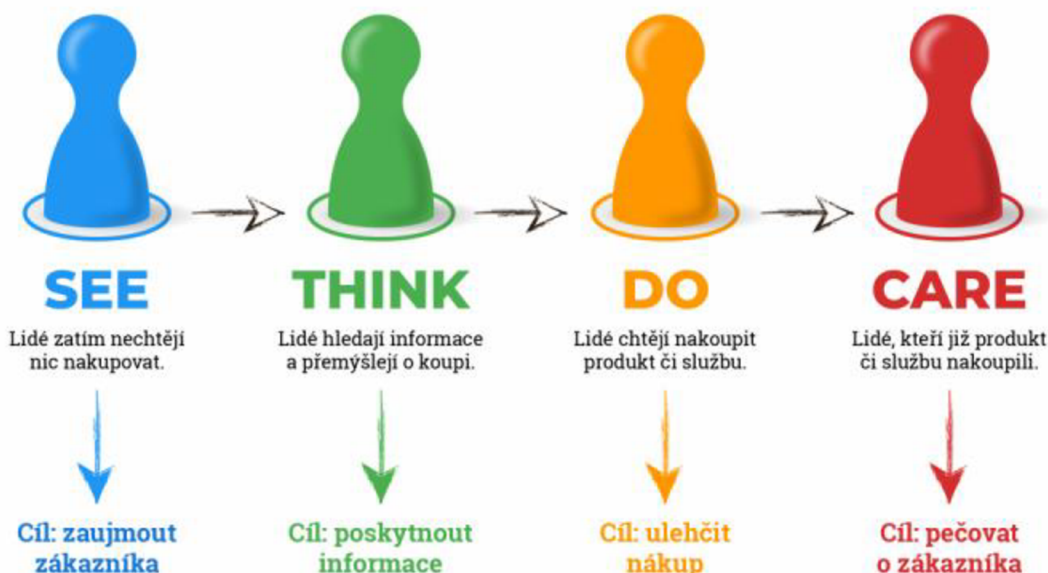 SEE
Lidé zatím nechtějí
nic nakupovat.
Cíl: zaujmout
zákazníka
THINK
Lidé hledají informace
a přemýšlejí o koupi.
Cíl: poskytnout
informace
DO
Lidé chtějí nakoupit
produkt či službu.
Cíl: ulehčit
nákup
CARE
Lidé, kteří již produkt
či službu nakoupili.
Cíl: pečovat
o zákazníka